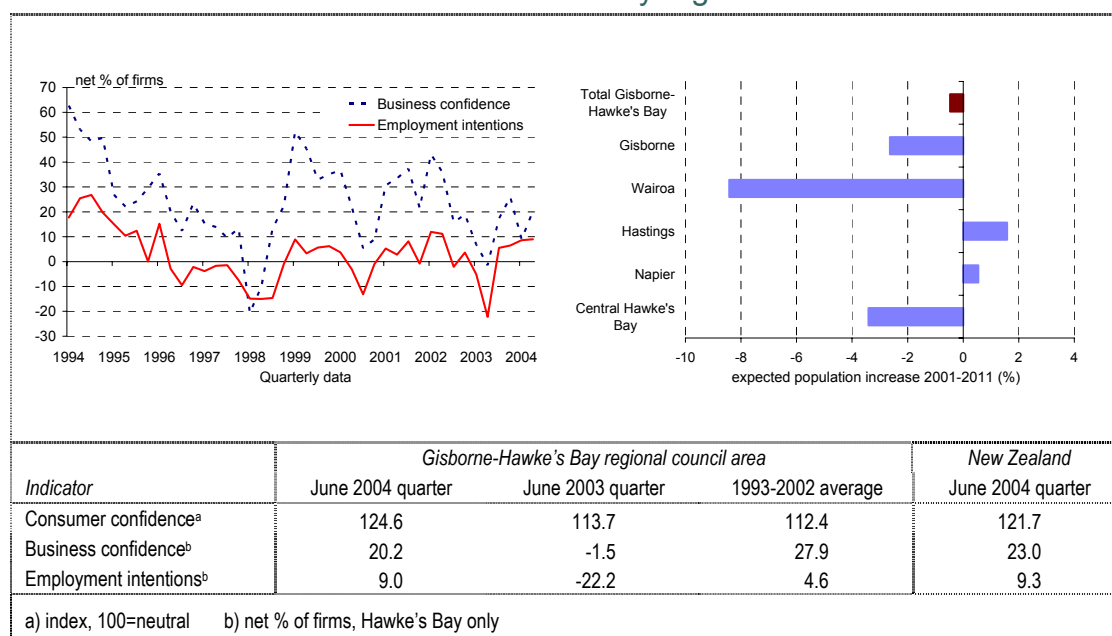 net % of firms
70
60
50
40
30
20
10
0
-10
-20
-30
Business confidence
Employment intentions
1994 1995 1996 1997 1998 1999 2000 2001 2002 2003 2004
Quarterly data
Total Gisborne-
Hawke's Bay
Gisborne
Wairoa
Hastings
Napier
Central Hawke's
Bay
-10 -8 -6 -4 -2 0 2 4
expected population increase 2001-2011 (%)
Gisborne-Hawke's Bay regional council area New Zealand
Indicator June 2004 quarter June 2003 quarter 1993-2002 average June 2004 quarter
Consumer confidenceᵃ 124.6 113.7 112.4 121.7
Business confidenceᵇ 20.2 -1.5 27.9 23.0
Employment intentionsᵇ 9.0 -22.2 4.6 9.3
a) index, 100=neutral b) net % of firms, Hawke's Bay only